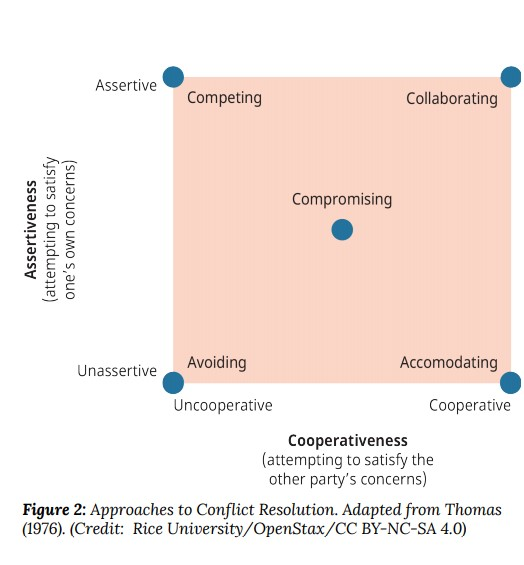 Assertive
Competing
Collaborating
Assertiveness
(attempting to satisfy
one's own concerns)
Compromising
Unassertive
Avoiding
Accomodating
Uncooperative
Cooperative
Cooperativeness
(attempting to satisfy the
other party's concerns)
Figure 2: Approaches to Conflict Resolution. Adapted from Thomas
(1976). (Credit: Rice University/OpenStax/CC BY-NC-SA 4.0)